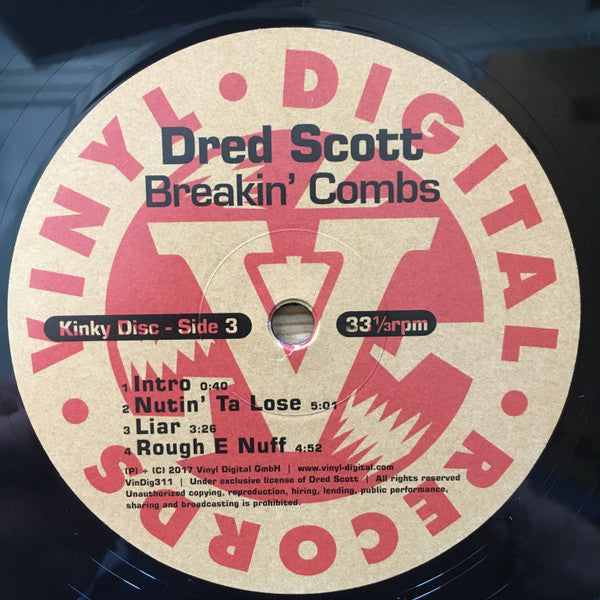 VINYL • DIGITAL • RECORDS •
Dred Scott
Breakin' Combs
Kinky Disc - Side 3
33 1/3rpm
1 Intro 0:40
2 Nutin' Ta Lose 5:01
3 Liar 3:26
4 Rough E Nuff 4:52
(P) + (C) 2017 Vinyl Digital GmbH | www.vinyl-digital.com
VinDig311 | Under exclusive license of Dred Scott | All rights reserved
Unauthorized copying, reproduction, hiring, lending, public performance,
sharing and broadcasting is prohibited.